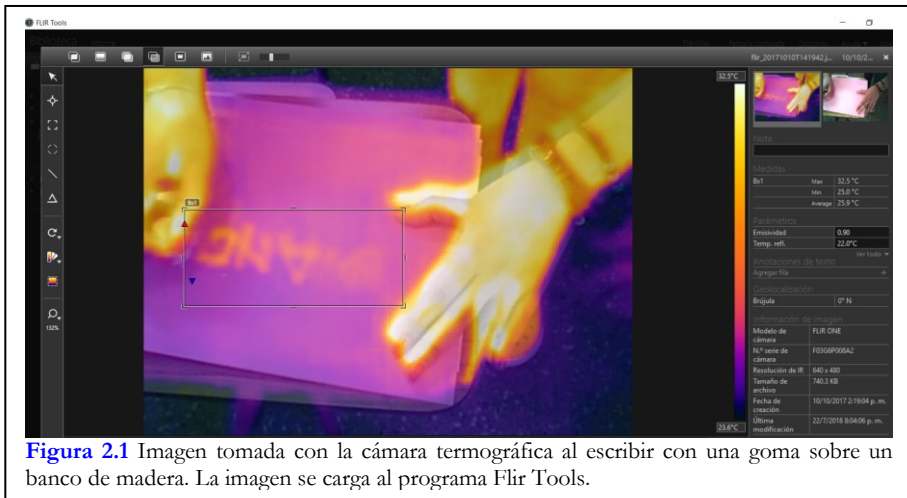 FLIR Tools
flir_20171010T141942.j... 10/10/2...
32.5°C
23.6°C
Bx1
132%
Note
Medidas
Bx1 Max 32.5 °C
Min 25.0 °C
Average 25.9 °C
Parámetros
Emisividad 0.90
Temp. refl. 22.0°C
Ver todo
Anotaciones de texto
Agregar fila +
Geolocalización
Brújula 0° N
Información de imagen
Modelo de cámara FLIR ONE
N.º serie de cámara F03G6P008A2
Resolución de IR 640 x 480
Tamaño de archivo 740.3 KB
Fecha de creación 10/10/2017 2:19:04 p. m.
Última modificación 22/7/2018 8:04:06 p. m.
Figura 2.1 Imagen tomada con la cámara termográfica al escribir con una goma sobre un
banco de madera. La imagen se carga al programa Flir Tools.